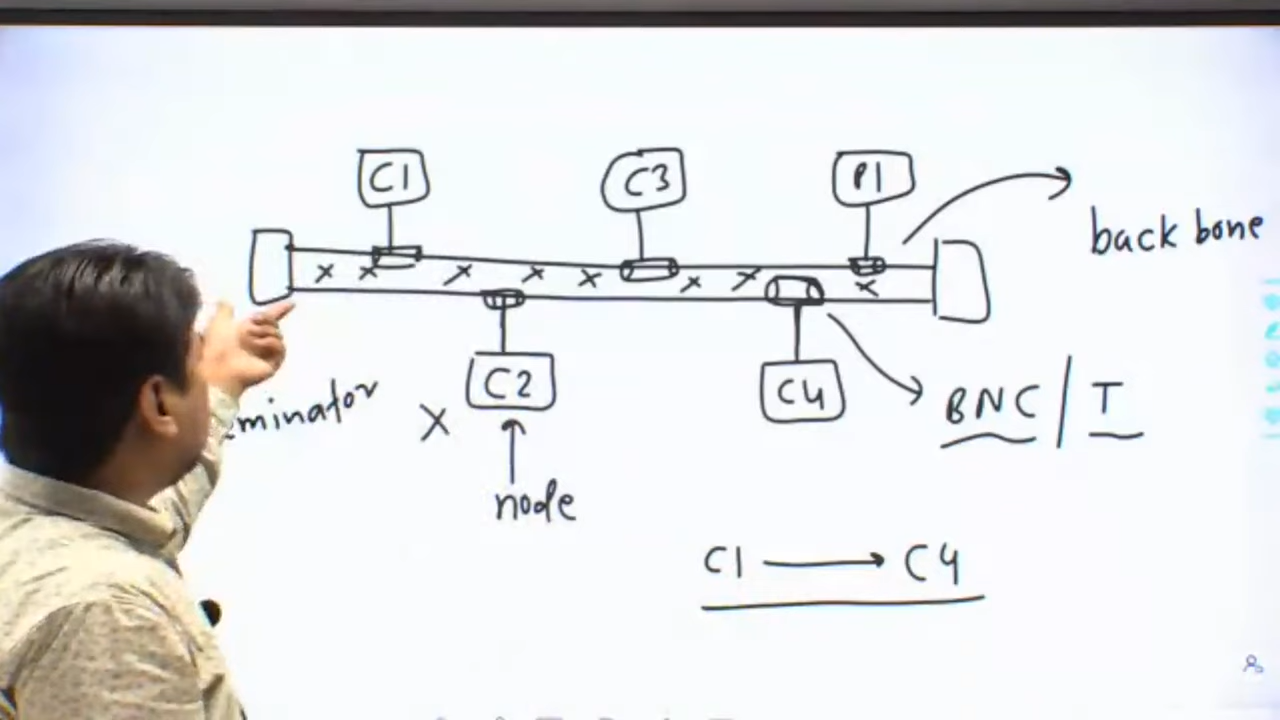 C1
C3
P1
back bone
C2
C4
BNC / T
node
C1 → C4